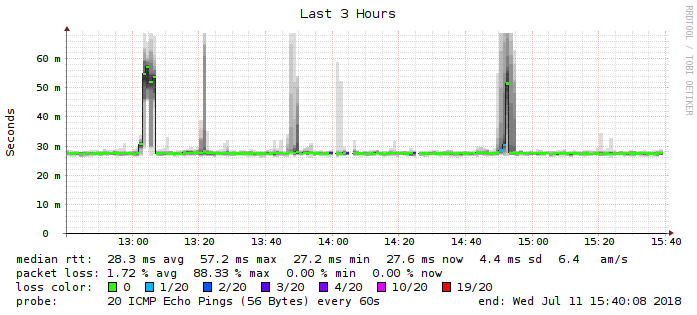 Last 3 Hours
RRDTOOL / TOBI OETIKER
Seconds
60 m
50 m
40 m
30 m
20 m
10 m
0
13:00 13:20 13:40 14:00 14:20 14:40 15:00 15:20 15:40
median rtt: 28.3 ms avg 57.2 ms max 27.2 ms min 27.6 ms now 4.4 ms sd 6.4 am/s
packet loss: 1.72 % avg 88.33 % max 0.00 % min 0.00 % now
loss color: 0 1/20 2/20 3/20 4/20 10/20 19/20
probe: 20 ICMP Echo Pings (56 Bytes) every 60s end: Wed Jul 11 15:40:08 2018